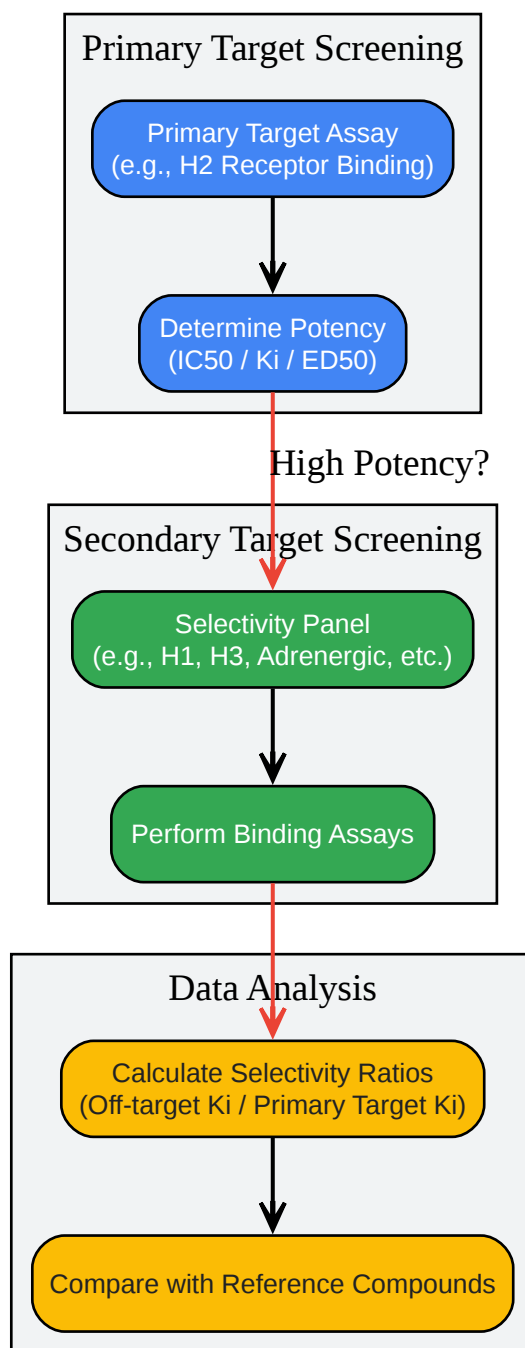 Primary Target Screening
Primary Target Assay
(e.g., H2 Receptor Binding)
Determine Potency
(IC50 / Ki / ED50)
High Potency?
Secondary Target Screening
Selectivity Panel
(e.g., H1, H3, Adrenergic, etc.)
Perform Binding Assays
Data Analysis
Calculate Selectivity Ratios
(Off-target Ki / Primary Target Ki)
Compare with Reference Compounds